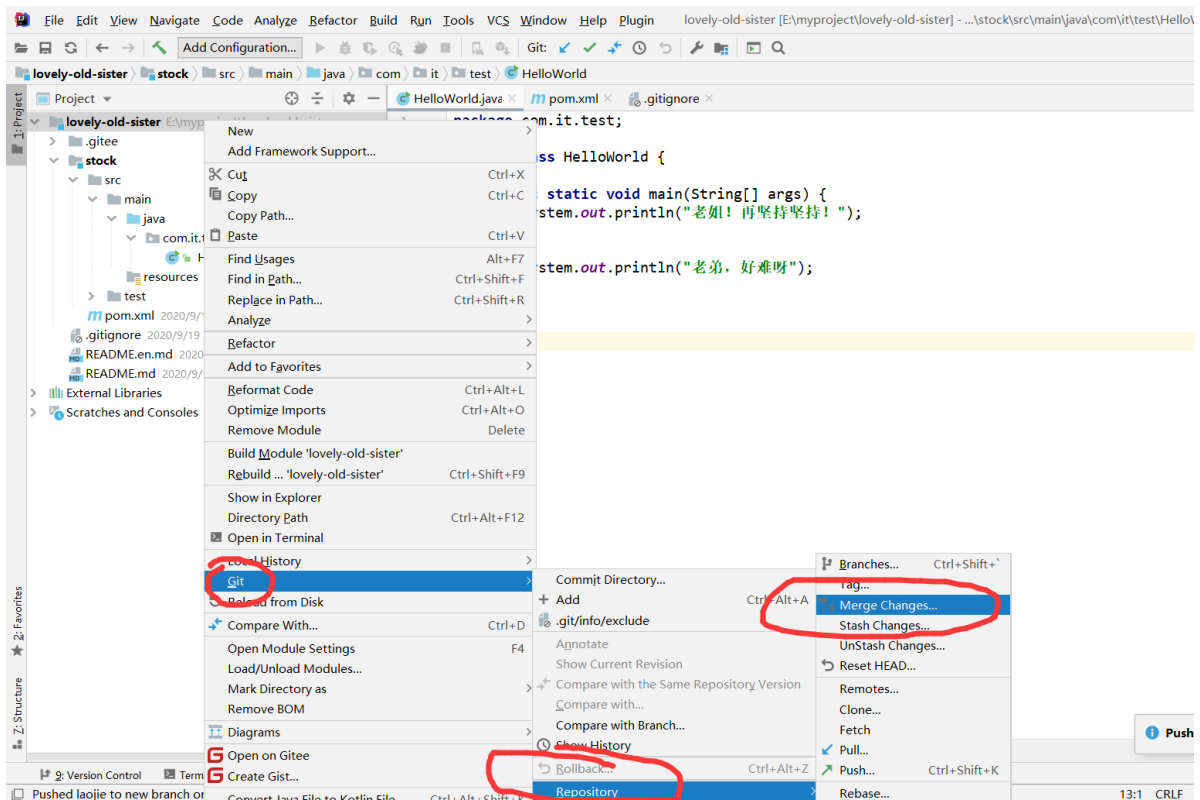 File Edit View Navigate Code Analyze Refactor Build Run Tools VCS Window Help Plugin lovely-old-sister [E:\myproject\lovely-old-sister] - ...\stock\src\main\java\com\it\test\Hello
Add Configuration... Git:
lovely-old-sister stock src main java com it test HelloWorld
1: Project
Project
HelloWorld.java pom.xml .gitignore
lovely-old-sister
.gitee
stock
src
main
java
com.it.t
H
resources
test
pom.xml 2020/9/
.gitignore 2020/9/19
README.en.md 2020
README.md 2020/9/
External Libraries
Scratches and Consoles
1
package com.it.test;
ss HelloWorld {
static void main(String[] args) {
stem.out.println("老姐！再坚持坚持！");
stem.out.println("老弟，好难呀");
New
Add Framework Support...
Cut Ctrl+X
Copy Ctrl+C
Copy Path...
Paste Ctrl+V
Find Usages Alt+F7
Find in Path... Ctrl+Shift+F
Replace in Path... Ctrl+Shift+R
Analyze
Refactor
Add to Favorites
Reformat Code Ctrl+Alt+L
Optimize Imports Ctrl+Alt+O
Remove Module Delete
Build Module 'lovely-old-sister'
Rebuild ... 'lovely-old-sister' Ctrl+Shift+F9
Show in Explorer
Directory Path Ctrl+Alt+F12
Open in Terminal
Local History
Git
Reload from Disk
Compare With... Ctrl+D
Open Module Settings F4
Load/Unload Modules...
Mark Directory as
Remove BOM
Diagrams
Open on Gitee
Create Gist...
Convert Java File to Kotlin File Ctrl+Alt+Shift+K
Commit Directory...
Add Ctrl+Alt+A
.git/info/exclude
Annotate
Show Current Revision
Compare with the Same Repository Version
Compare with...
Compare with Branch...
Show History
Rollback... Ctrl+Alt+Z
Repository
Branches... Ctrl+Shift+`
Tag...
Merge Changes...
Stash Changes...
UnStash Changes...
Reset HEAD...
Remotes...
Clone...
Fetch
Pull...
Push... Ctrl+Shift+K
Rebase...
2: Favorites
Z: Structure
Push
9: Version Control Term
Pushed laojie to new branch or
13:1 CRLF